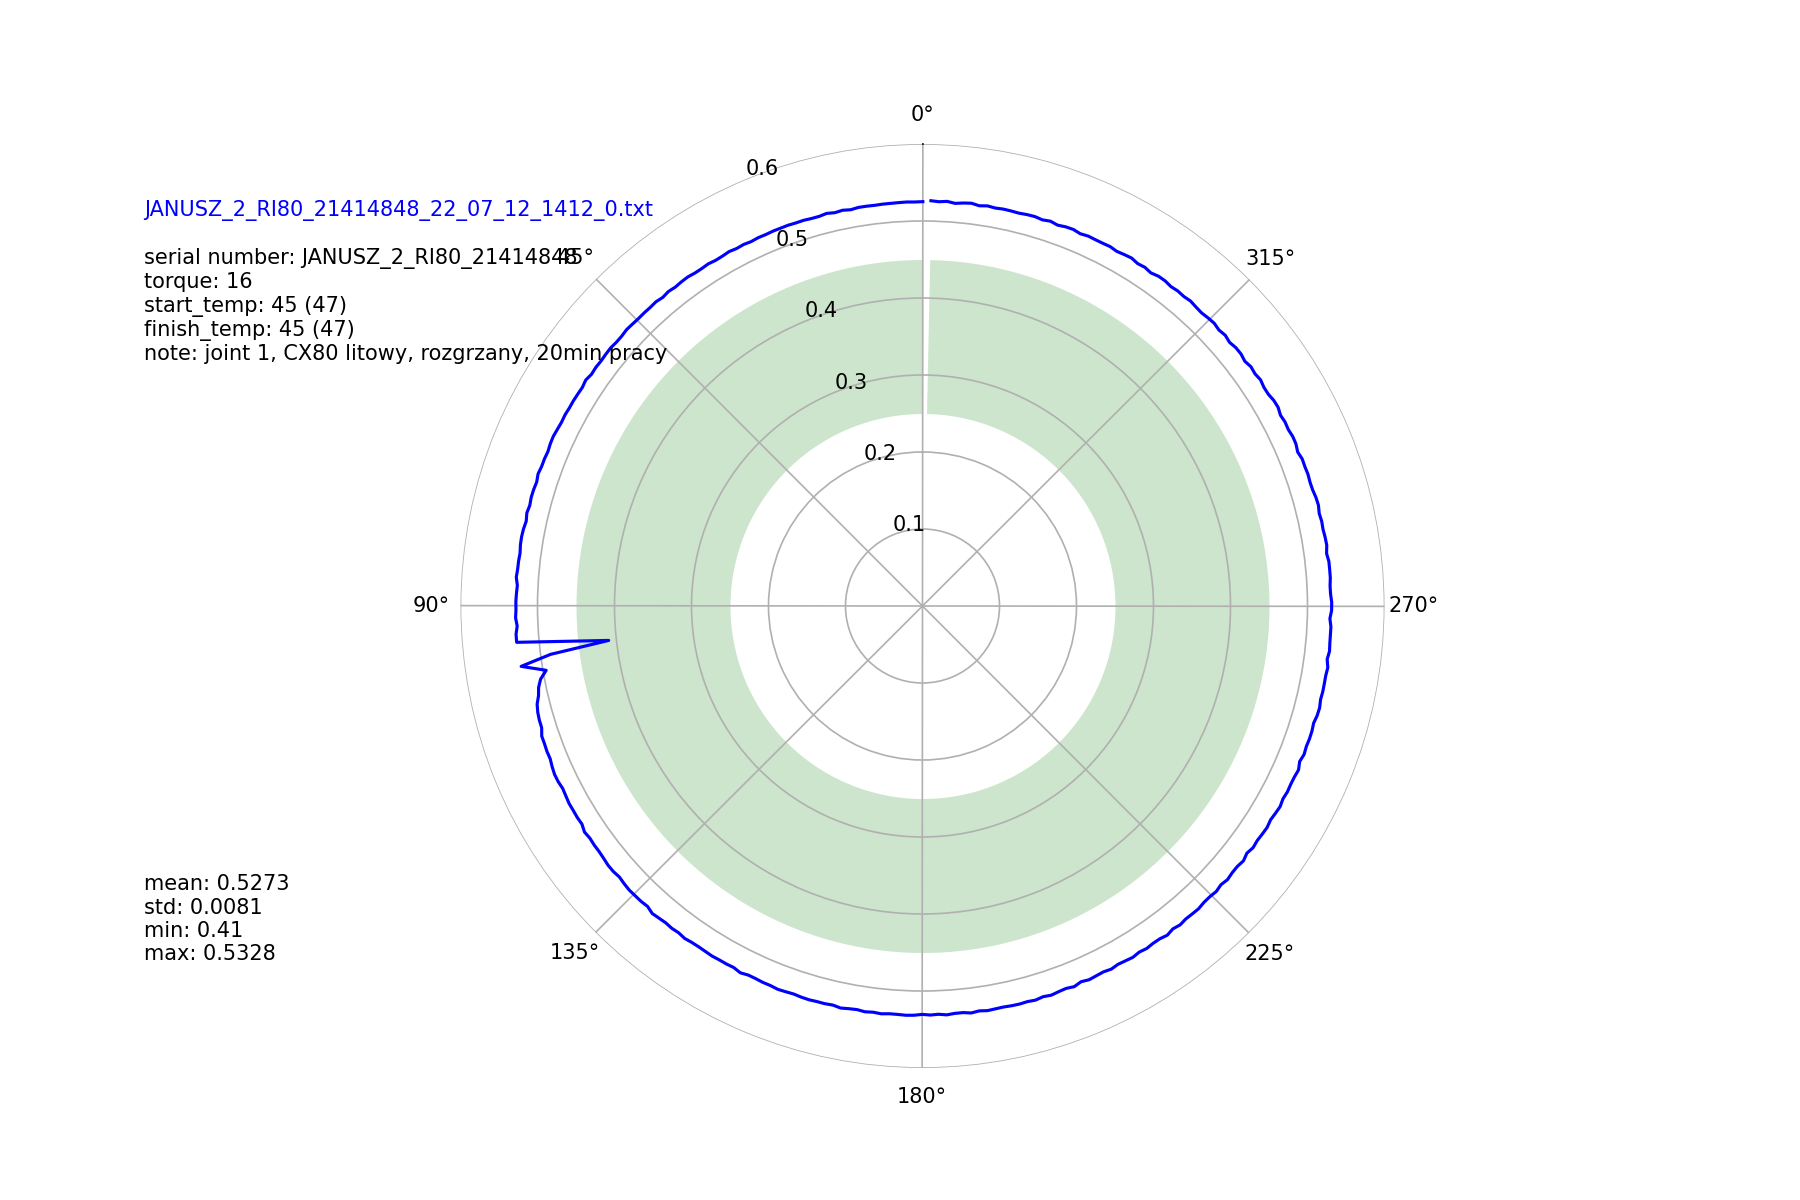 0°
0.6
JANUSZ_2_RI80_21414848_22_07_12_1412_0.txt
0.5
serial number: JANUSZ_2_RI80_21414848
45°
315°
torque: 16
start_temp: 45 (47)
0.4
finish_temp: 45 (47)
note: joint 1, CX80 litowy, rozgrzany, 20min pracy
0.3
0.2
0.1
90°
270°
mean: 0.5273
std: 0.0081
min: 0.41
max: 0.5328
135°
225°
180°